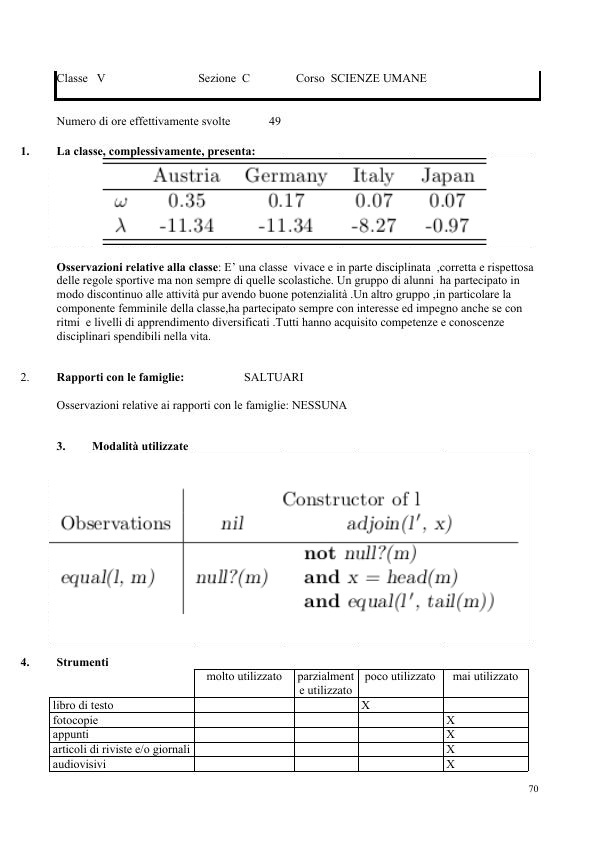 Classe V Sezione C Corso SCIENZE UMANE
Numero di ore effettivamente svolte 49
1. La classe, complessivamente, presenta:
Austria Germany Italy Japan
ω 0.35 0.17 0.07 0.07
λ -11.34 -11.34 -8.27 -0.97
Osservazioni relative alla classe: E' una classe vivace e in parte disciplinata ,corretta e rispettosa
delle regole sportive ma non sempre di quelle scolastiche. Un gruppo di alunni ha partecipato in
modo discontinuo alle attività pur avendo buone potenzialità .Un altro gruppo ,in particolare la
componente femminile della classe,ha partecipato sempre con interesse ed impegno anche se con
ritmi e livelli di apprendimento diversificati .Tutti hanno acquisito competenze e conoscenze
disciplinari spendibili nella vita.
2. Rapporti con le famiglie: SALTUARI
Osservazioni relative ai rapporti con le famiglie: NESSUNA
3. Modalità utilizzate
Constructor of l
Observations nil adjoin(l′, x)
not null?(m)
equal(l, m) null?(m) and x = head(m)
and equal(l′, tail(m))
4. Strumenti
molto utilizzato parzialment poco utilizzato mai utilizzato
e utilizzato
libro di testo X
fotocopie X
appunti X
articoli di riviste e/o giornali X
audiovisivi X
70